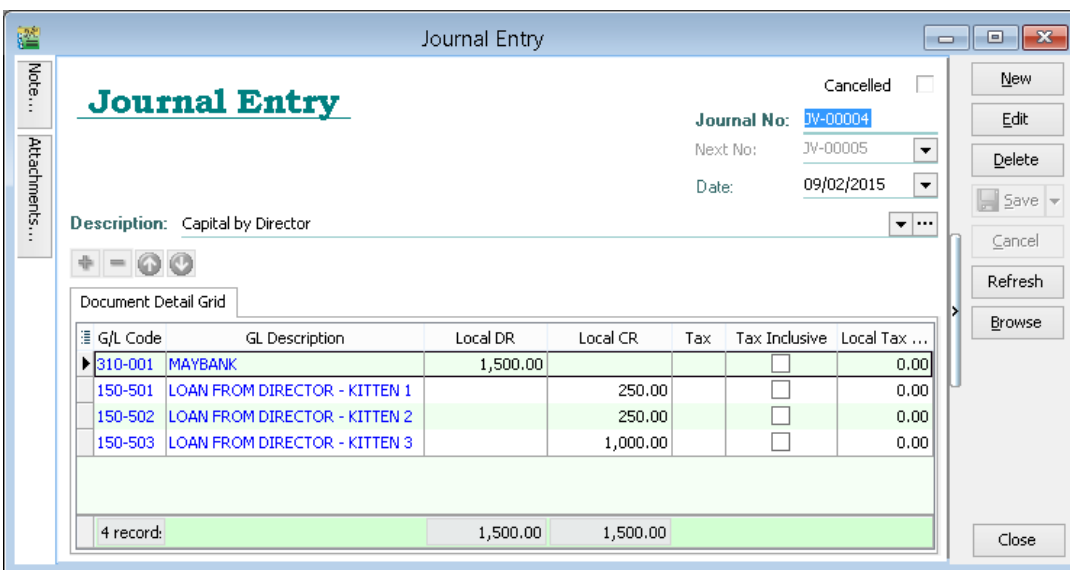 Journal Entry
Note...
Attachments...
Journal Entry
Cancelled
Journal No: JV-00004
Next No: JV-00005
Date: 09/02/2015
Description: Capital by Director
Document Detail Grid
G/L Code GL Description Local DR Local CR Tax Tax Inclusive Local Tax ...
310-001 MAYBANK 1,500.00 0.00
150-501 LOAN FROM DIRECTOR - KITTEN 1 250.00 0.00
150-502 LOAN FROM DIRECTOR - KITTEN 2 250.00 0.00
150-503 LOAN FROM DIRECTOR - KITTEN 3 1,000.00 0.00
4 record: 1,500.00 1,500.00
New
Edit
Delete
Save
Cancel
Refresh
Browse
Close